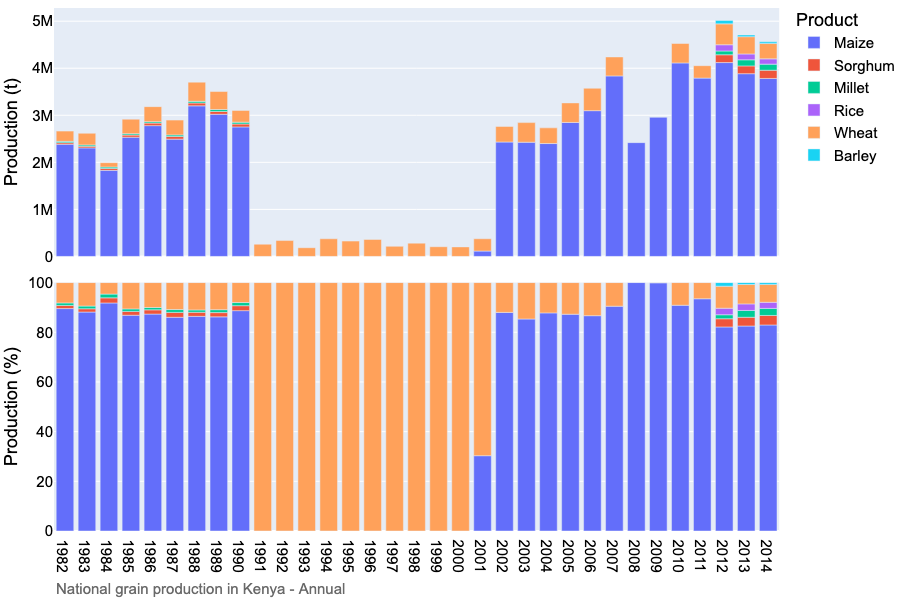 5M
4M
3M
2M
1M
0
Production (t)
Product
Maize
Sorghum
Millet
Rice
Wheat
Barley
100
80
60
40
20
0
Production (%)
1982 1983 1984 1985 1986 1987 1988 1989 1990 1991 1992 1993 1994 1995 1996 1997 1998 1999 2000 2001 2002 2003 2004 2005 2006 2007 2008 2009 2010 2011 2012 2013 2014
National grain production in Kenya - Annual